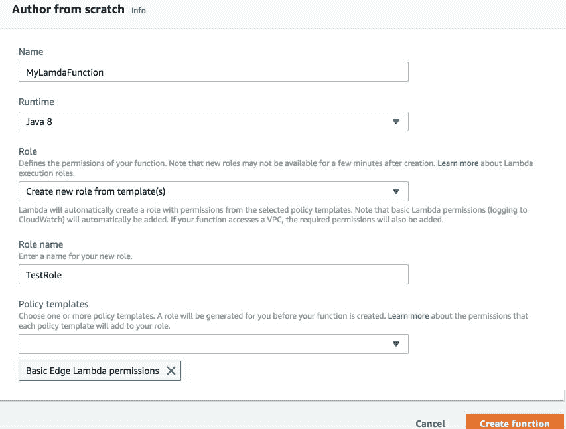 Author from scratch Info
Name
MyLamdaFunction
Runtime
Java 8
Role
Defines the permissions of your function. Note that new roles may not be available for a few minutes after creation. Learn more about Lambda
execution roles.
Create new role from template(s)
Lambda will automatically create a role with permissions from the selected policy templates. Note that basic Lambda permissions (logging to
CloudWatch) will automatically be added. If your function accesses a VPC, the required permissions will also be added.
Role name
Enter a name for your new role.
TestRole
Policy templates
Choose one or more policy templates. A role will be generated for you before your function is created. Learn more about the permissions that
each policy template will add to your role.
Basic Edge Lambda permissions
Cancel
Create function